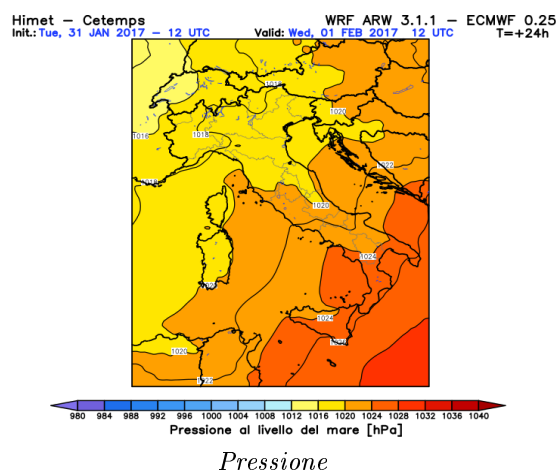 Himet – Cetemps WRF ARW 3.1.1 – ECMWF 0.25
Init.: Tue, 31 JAN 2017 – 12 UTC Valid: Wed, 01 FEB 2017 12 UTC T=+24h
1020
1016
1018
1022
1018
1020
1024
1024
1020
1022
980 984 988 992 996 1000 1004 1008 1012 1016 1020 1024 1028 1032 1036 1040
Pressione al livello del mare [hPa]
Pressione